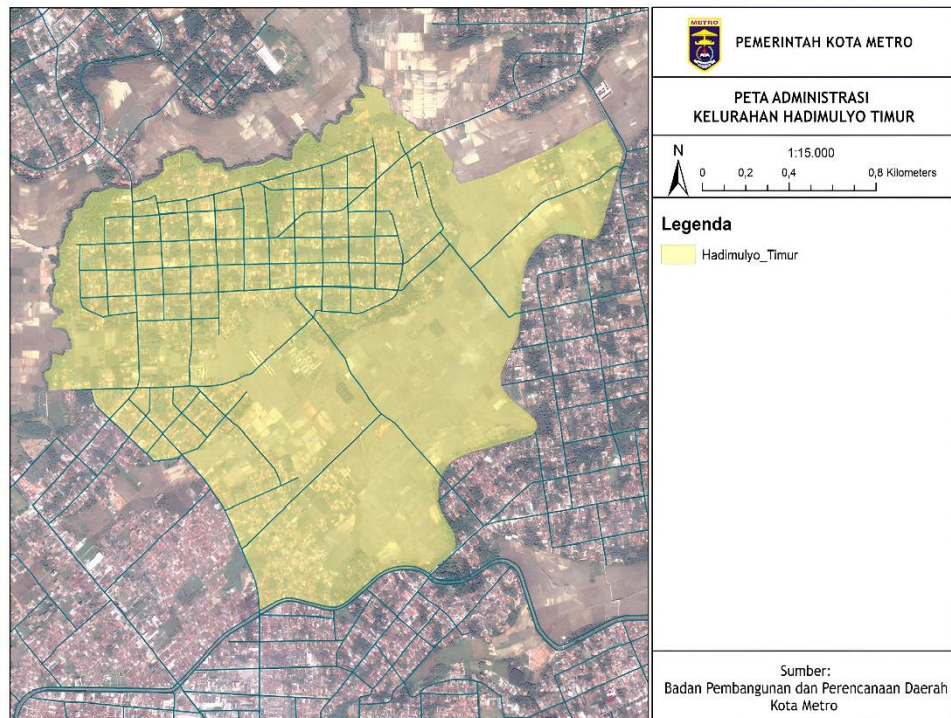 METRO
PEMERINTAH KOTA METRO
PETA ADMINISTRASI
KELURAHAN HADIMULYO TIMUR
N
1:15.000
0 0,2 0,4 0,8 Kilometers
Legenda
Hadimulyo_Timur
Sumber:
Badan Pembangunan dan Perencanaan Daerah
Kota Metro